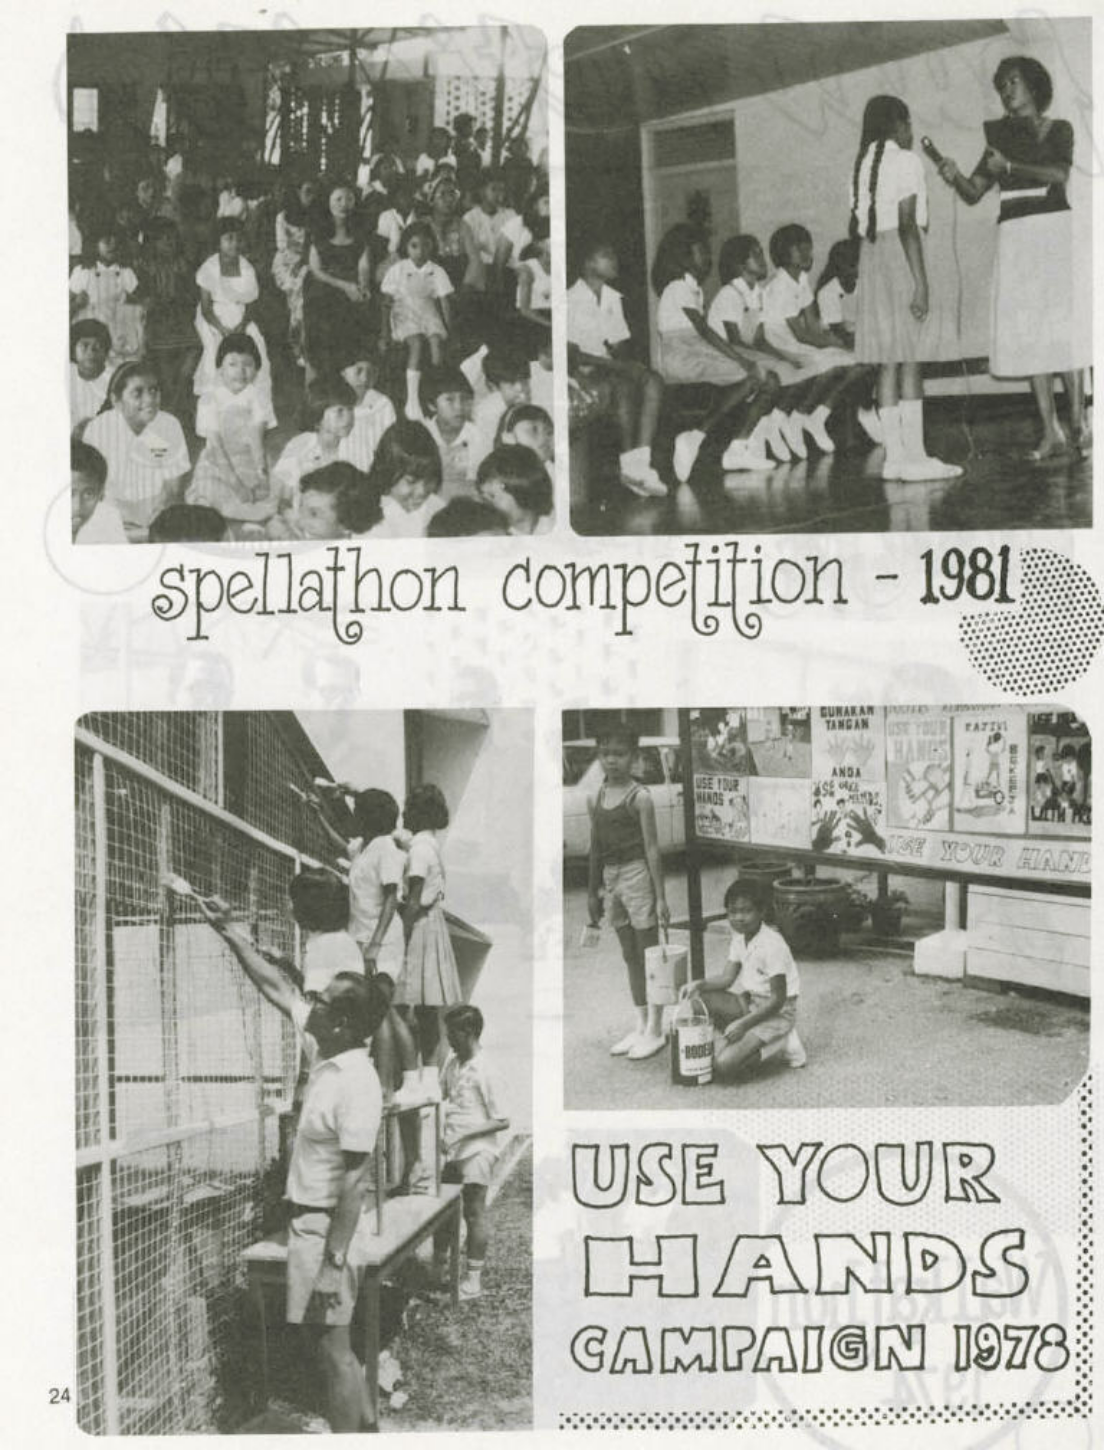 spellathon competition - 1981
GUNAKAN
TANGAN
ANDA
USE YOUR
HANDS
USE YOUR
HANDS
USE YOUR HAND
USE YOUR
HANDS
CAMPAIGN 1978
24